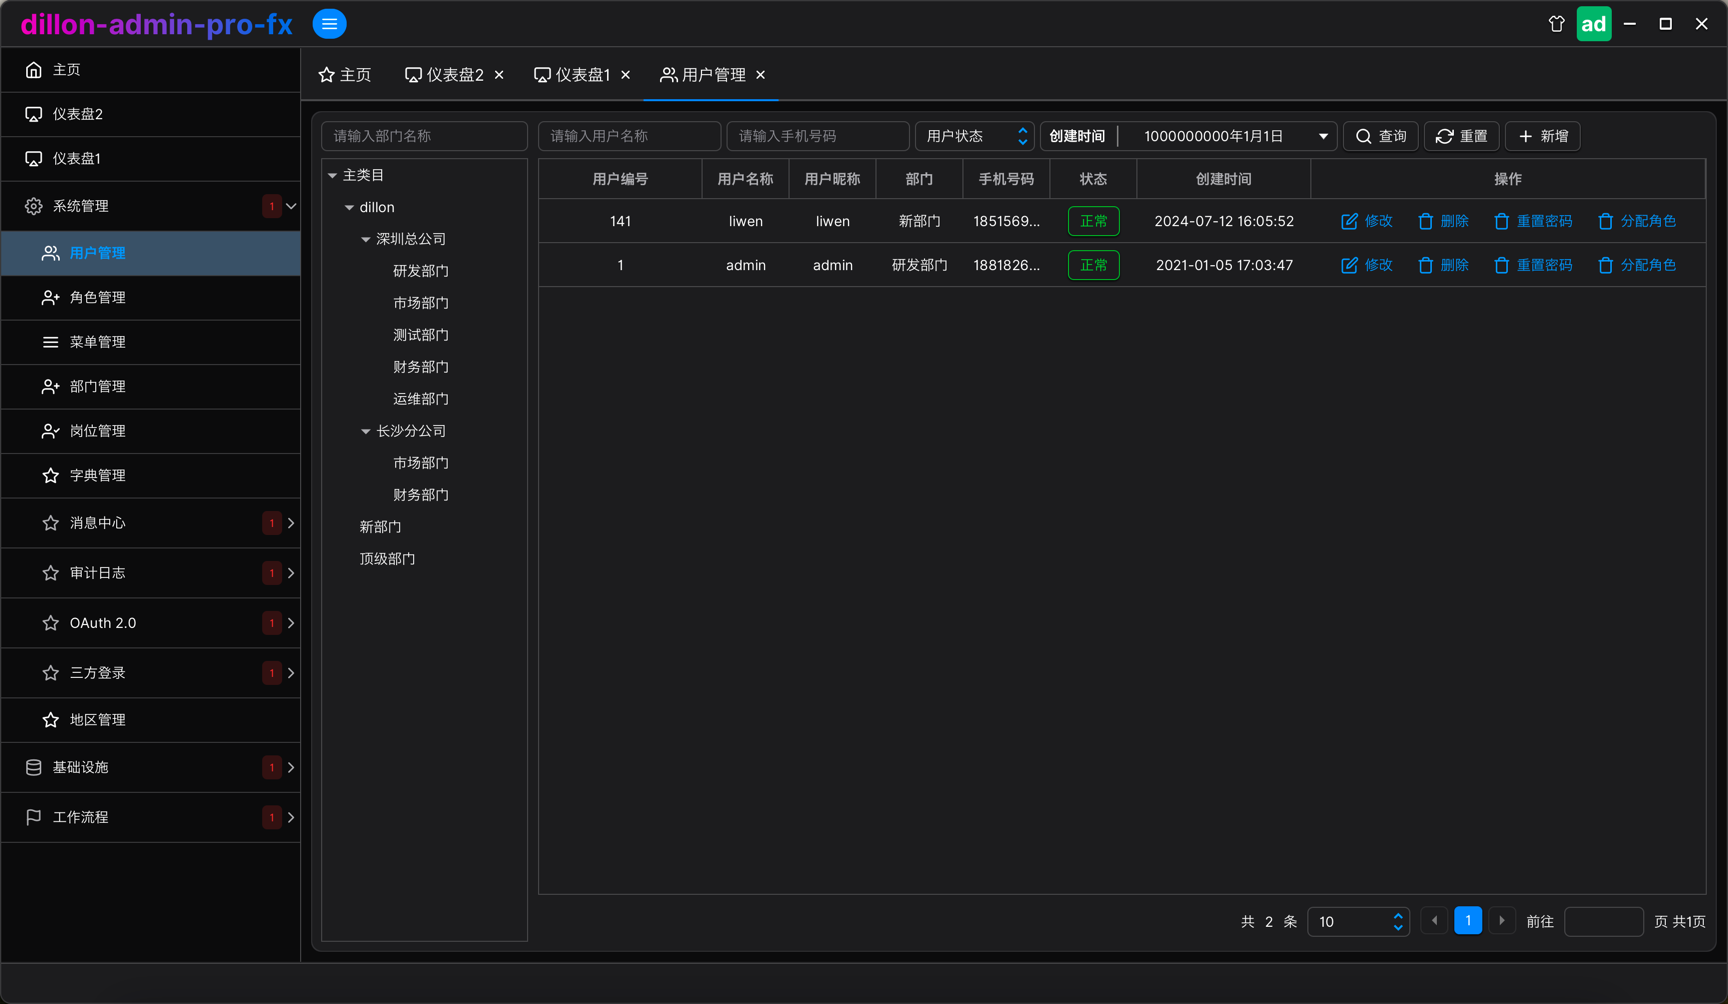 dillon-admin-pro-fx
ad
主页
仪表盘2
仪表盘1
系统管理 1
用户管理
角色管理
菜单管理
部门管理
岗位管理
字典管理
消息中心 1
审计日志 1
OAuth 2.0 1
三方登录 1
地区管理
基础设施 1
工作流程 1
主页 仪表盘2 仪表盘1 用户管理
请输入部门名称
主类目
dillon
深圳总公司
研发部门
市场部门
测试部门
财务部门
运维部门
长沙分公司
市场部门
财务部门
新部门
顶级部门
请输入用户名称 请输入手机号码 用户状态 创建时间 1000000000年1月1日 查询 重置 新增
用户编号 用户名称 用户昵称 部门 手机号码 状态 创建时间 操作
141 liwen liwen 新部门 1851569... 正常 2024-07-12 16:05:52 修改 删除 重置密码 分配角色
1 admin admin 研发部门 1881826... 正常 2021-01-05 17:03:47 修改 删除 重置密码 分配角色
共 2 条 10 1 前往 页 共1页